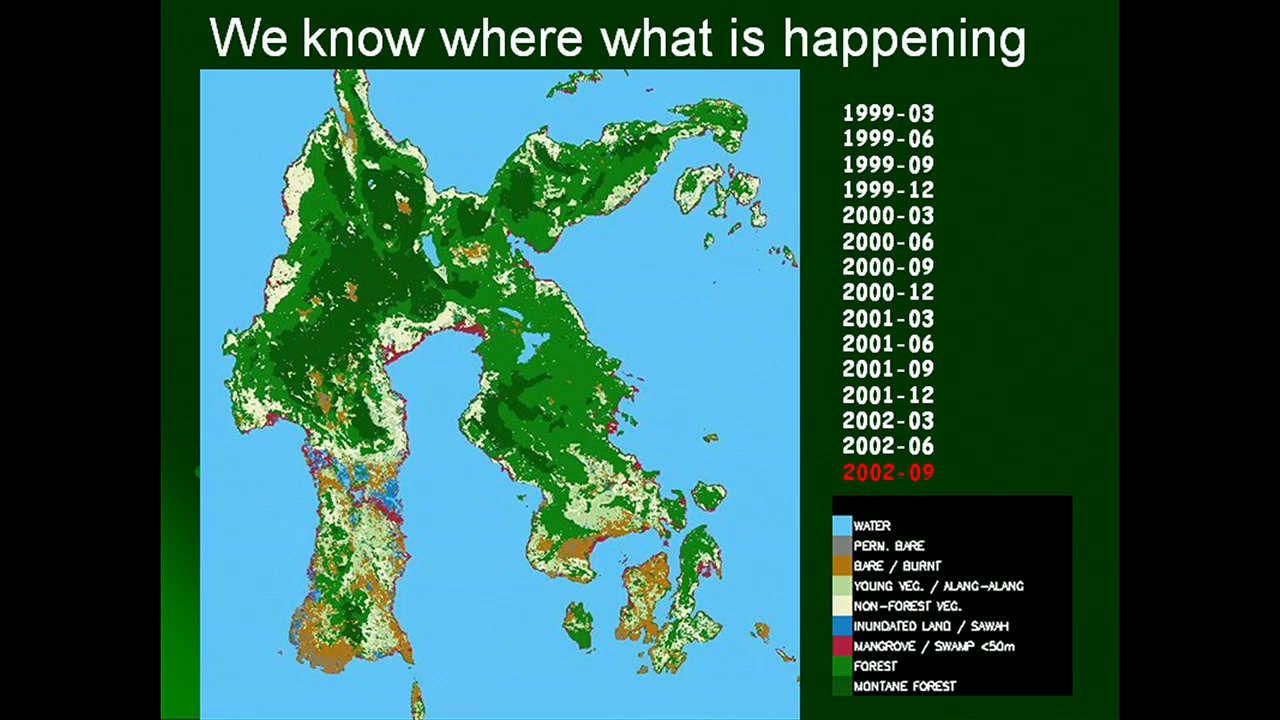 We know where what is happening
1999-03
1999-06
1999-09
1999-12
2000-03
2000-06
2000-09
2000-12
2001-03
2001-06
2001-09
2001-12
2002-03
2002-06
2002-09
WATER
PERM. BARE
BARE / BURNT
YOUNG VEG. / ALANG-ALANG
NON-FOREST VEG.
INUNDATED LAND / SAWAH
MANGROVE / SWAMP <50m
FOREST
MONTANE FOREST